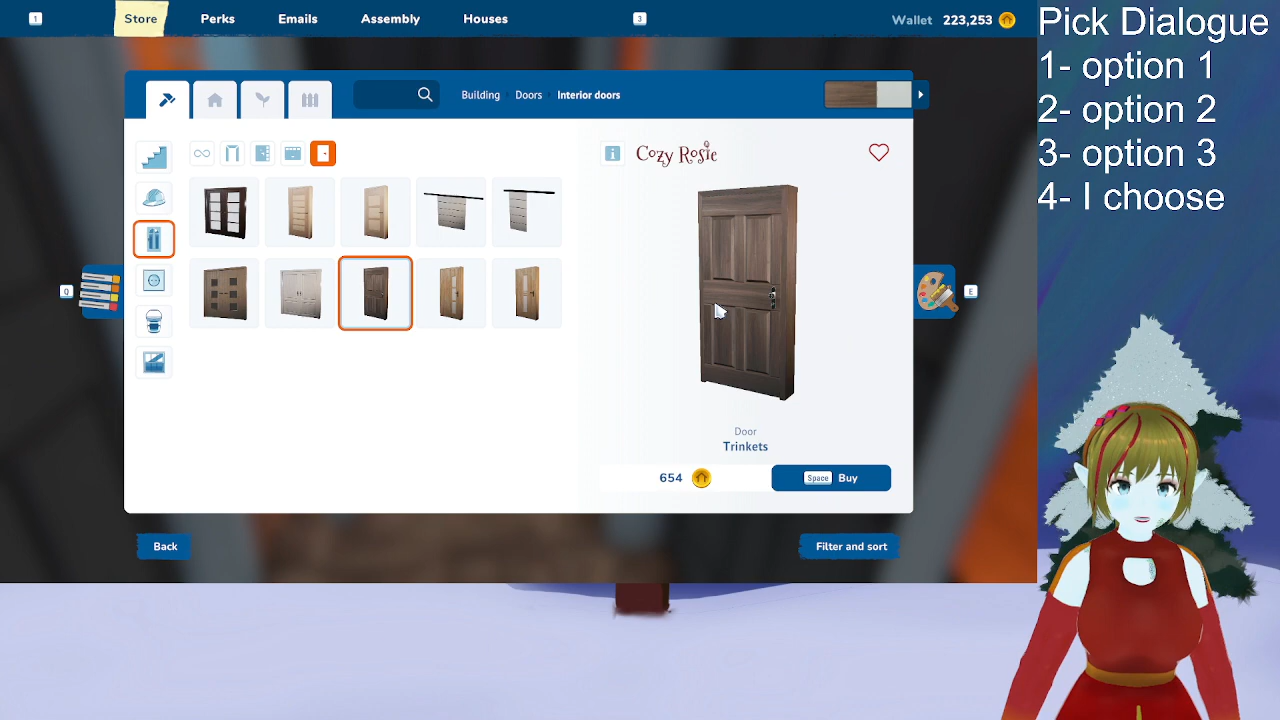 1
Store
Perks
Emails
Assembly
Houses
3
Wallet 223,253
Building
Doors
Interior doors
i
Cozy Rosie
Q
E
Door
Trinkets
654
Space Buy
Back
Filter and sort
Pick Dialogue
1- option 1
2- option 2
3- option 3
4- I choose